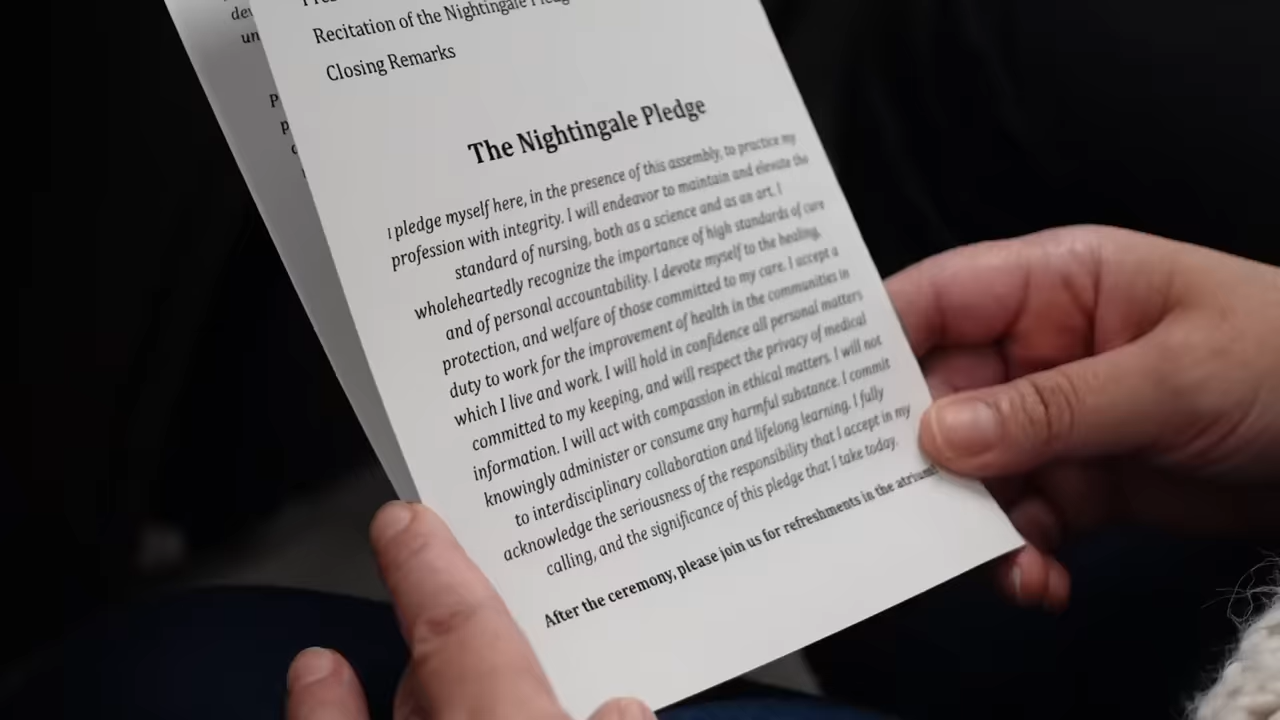 Recitation of the Nightingale Pledge
Closing Remarks
The Nightingale Pledge
I pledge myself here, in the presence of this assembly, to practice my
profession with integrity. I will endeavor to maintain and elevate the
standard of nursing, both as a science and as an art. I
wholeheartedly recognize the importance of high standards of care
and of personal accountability. I devote myself to the healing,
protection, and welfare of those committed to my care. I accept a
duty to work for the improvement of health in the communities in
which I live and work. I will hold in confidence all personal matters
committed to my keeping, and will respect the privacy of medical
information. I will act with compassion in ethical matters. I will not
knowingly administer or consume any harmful substance. I commit
to interdisciplinary collaboration and lifelong learning. I fully
acknowledge the seriousness of the responsibility that I accept in my
calling, and the significance of this pledge that I take today.
After the ceremony, please join us for refreshments in the atrium!